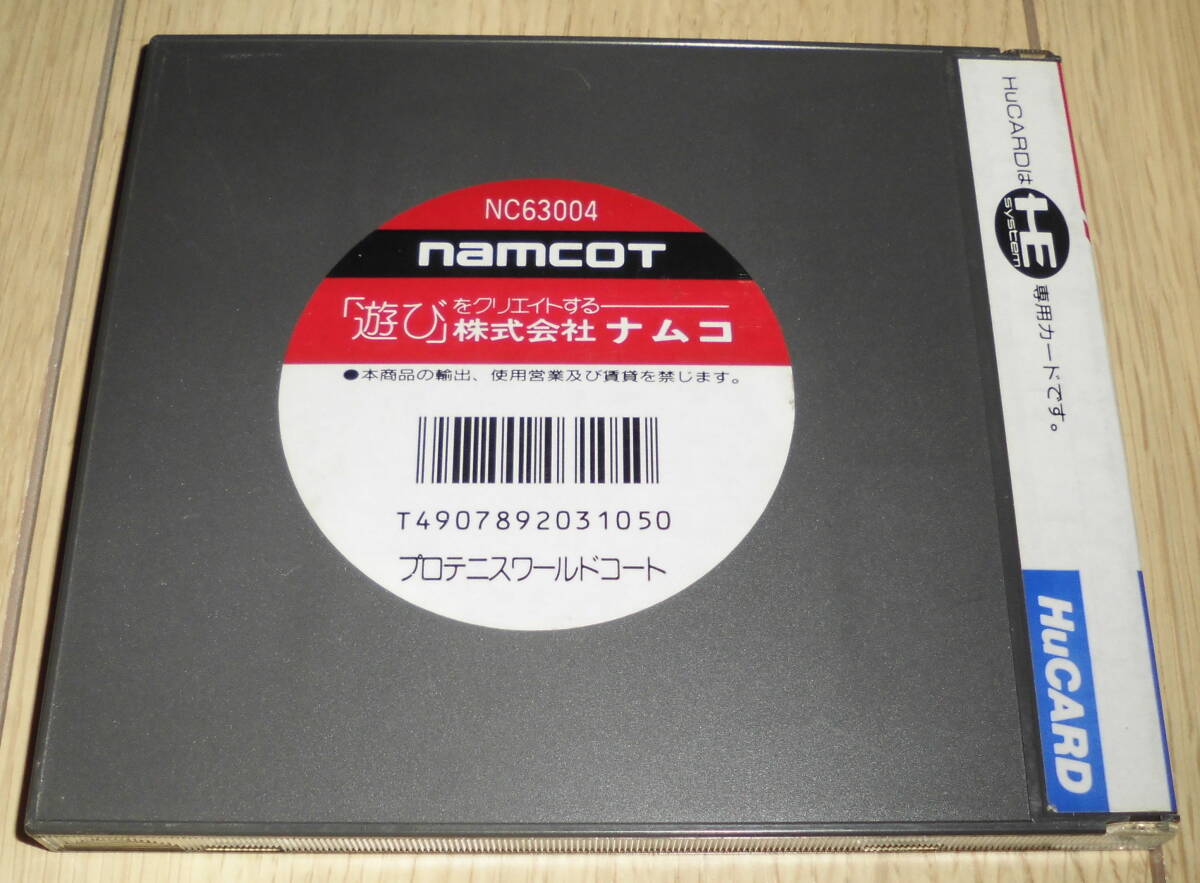 NC63004
namcoT
「遊び」をクリエイトする
株式会社 ナムコ
●本商品の輸出、使用営業及び賃貸を禁じます。
T4907892031050
プロテニスワールドコート
HuCARDは HE system 専用カードです。
HuCARD